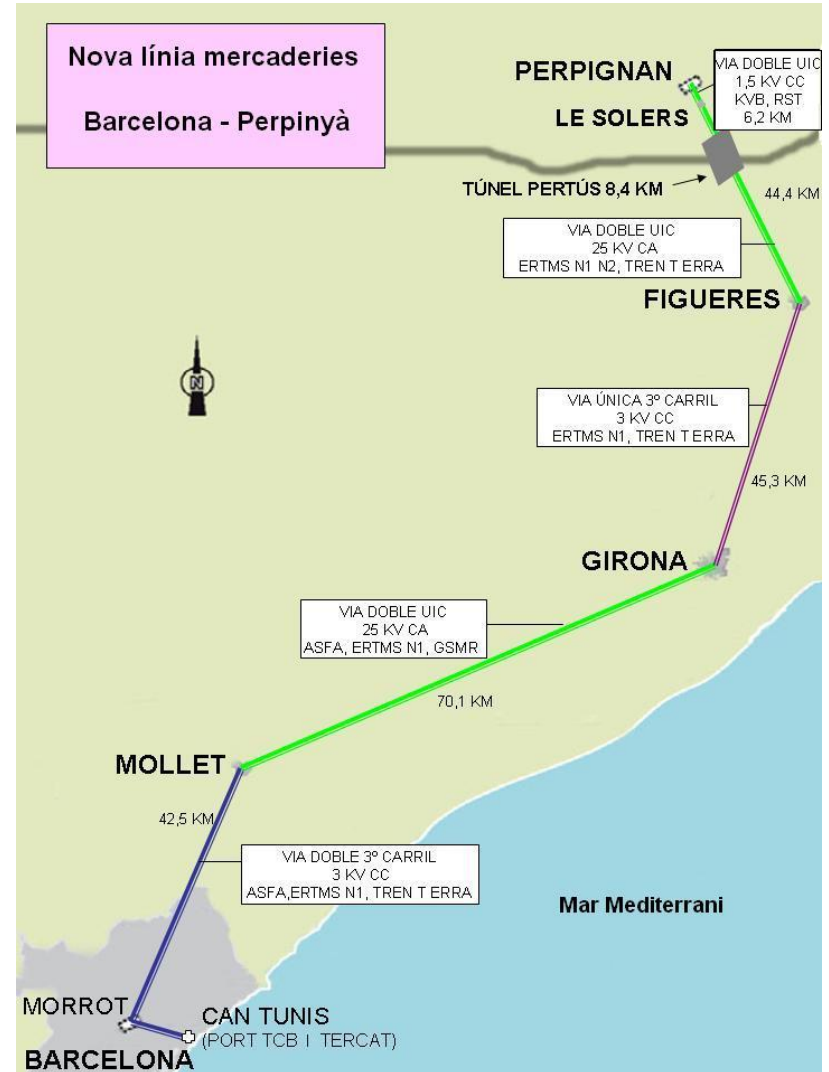 Nova línia mercaderies
Barcelona - Perpinyà
PERPIGNAN
VIA DOBLE UIC
1,5 KV CC
KVB, RST
6,2 KM
LE SOLERS
TÚNEL PERTÚS 8,4 KM
44,4 KM
VIA DOBLE UIC
25 KV CA
ERTMS N1 N2, TREN TERRA
FIGUERES
VIA ÚNICA 3º CARRIL
3 KV CC
ERTMS N1, TREN TERRA
45,3 KM
N
GIRONA
VIA DOBLE UIC
25 KV CA
ASFA, ERTMS N1, GSMR
70,1 KM
MOLLET
42,5 KM
VIA DOBLE 3º CARRIL
3 KV CC
ASFA,ERTMS N1, TREN TERRA
Mar Mediterrani
MORROT
CAN TUNIS
(PORT TCB I TERCAT)
BARCELONA